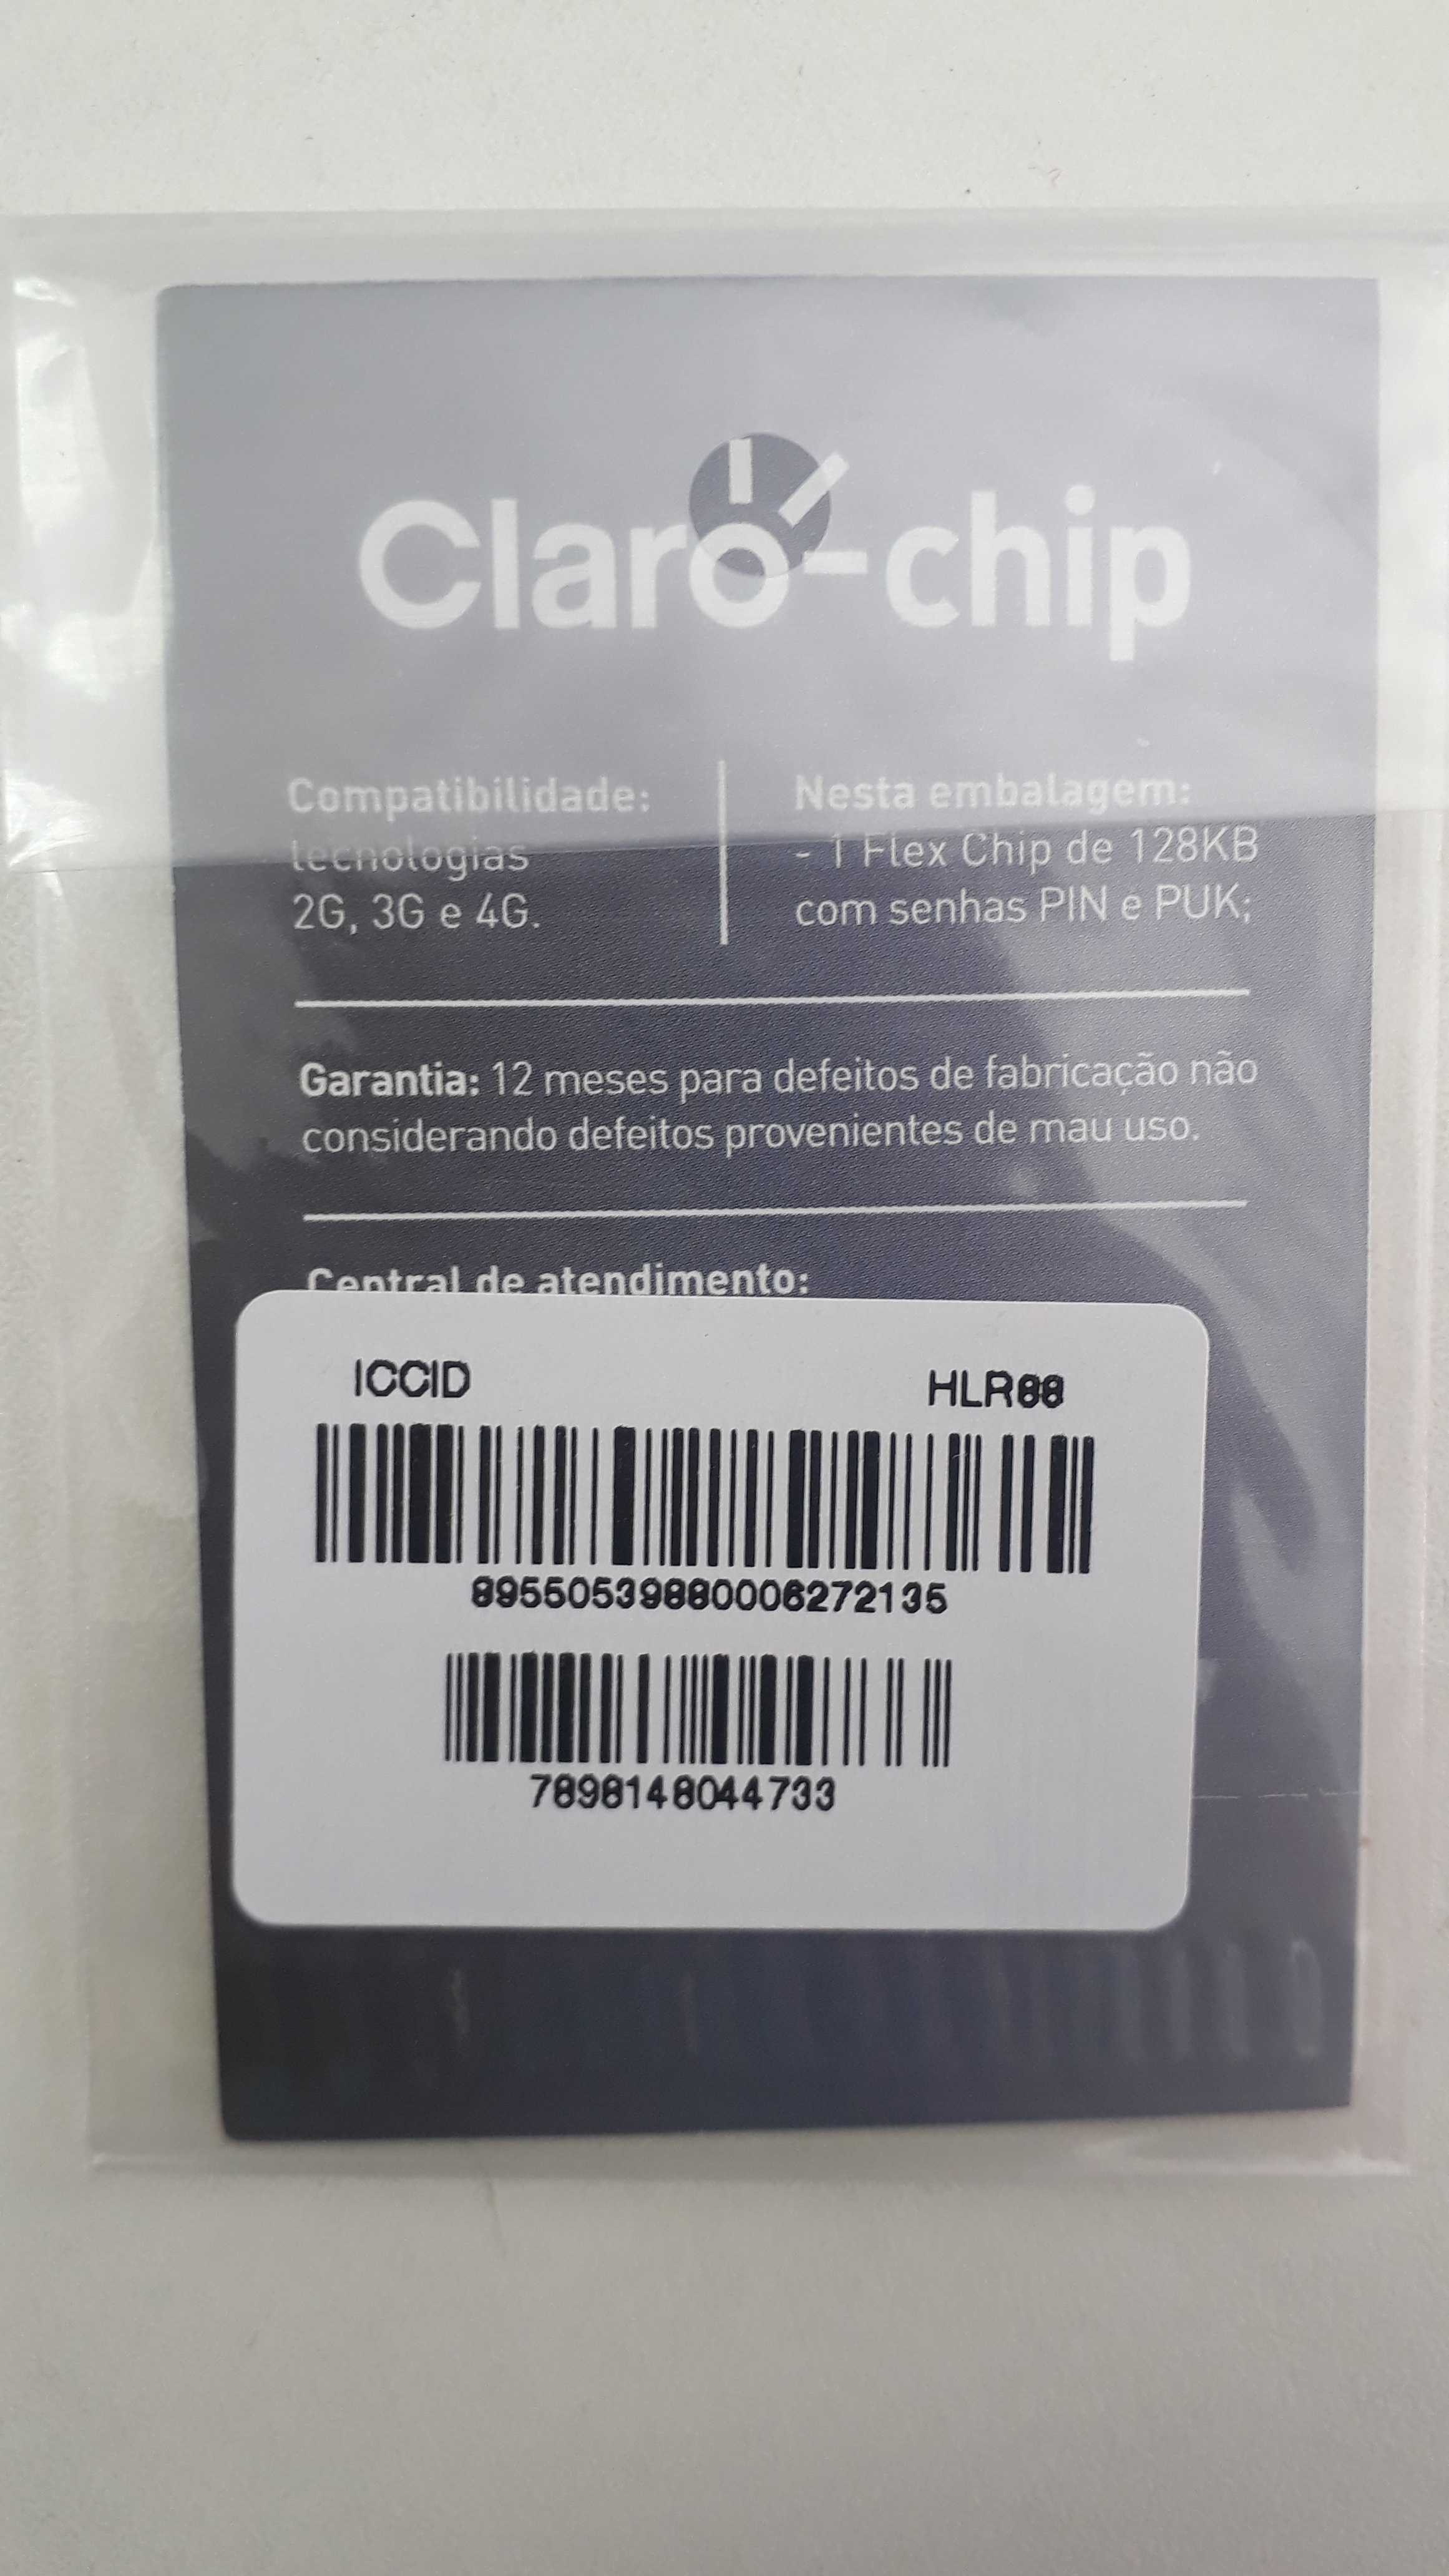 Claro-chip
Compatibilidade:
tecnologias
2G, 3G e 4G.
Nesta embalagem:
- 1 Flex Chip de 128KB
com senhas PIN e PUK;
Garantia: 12 meses para defeitos de fabricação não
considerando defeitos provenientes de mau uso.
Central de atendimento:
ICCID HLR88
89550539880006272135
7898148044733